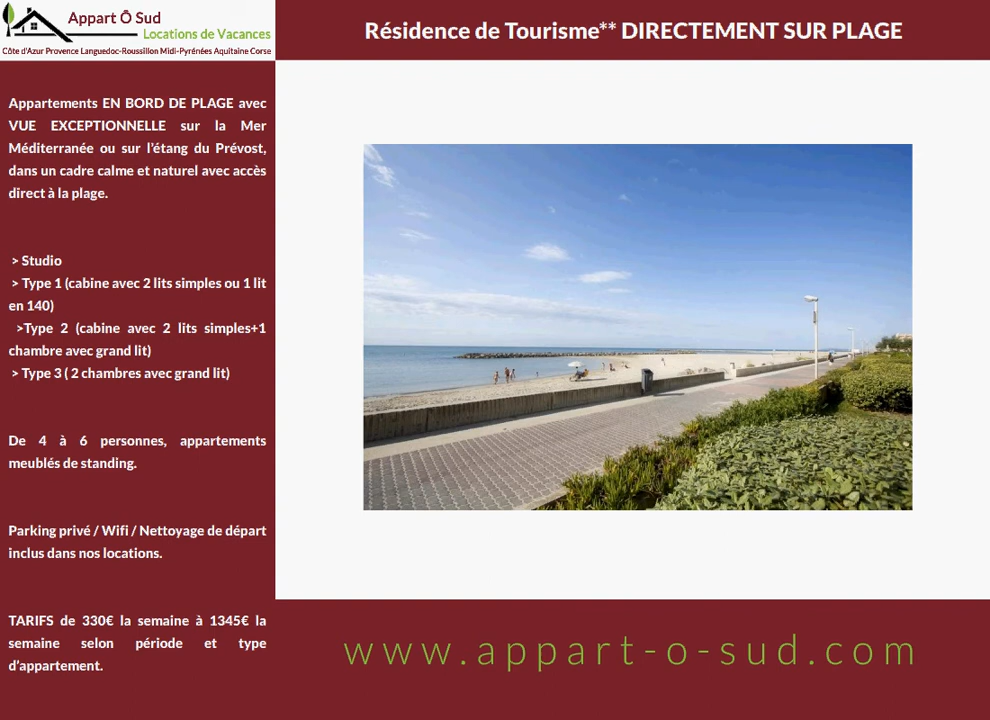 Appart Ô Sud
Locations de Vacances
Côte d'Azur Provence Languedoc-Roussillon Midi-Pyrénées Aquitaine Corse
Résidence de Tourisme** DIRECTEMENT SUR PLAGE
Appartements EN BORD DE PLAGE avec
VUE EXCEPTIONNELLE sur la Mer
Méditerranée ou sur l'étang du Prévost,
dans un cadre calme et naturel avec accès
direct à la plage.
> Studio
> Type 1 (cabine avec 2 lits simples ou 1 lit
en 140)
>Type 2 (cabine avec 2 lits simples+1
chambre avec grand lit)
> Type 3 ( 2 chambres avec grand lit)
De 4 à 6 personnes, appartements
meublés de standing.
Parking privé / Wifi / Nettoyage de départ
inclus dans nos locations.
TARIFS de 330€ la semaine à 1345€ la
semaine selon période et type
d'appartement.
www.appart-o-sud.com